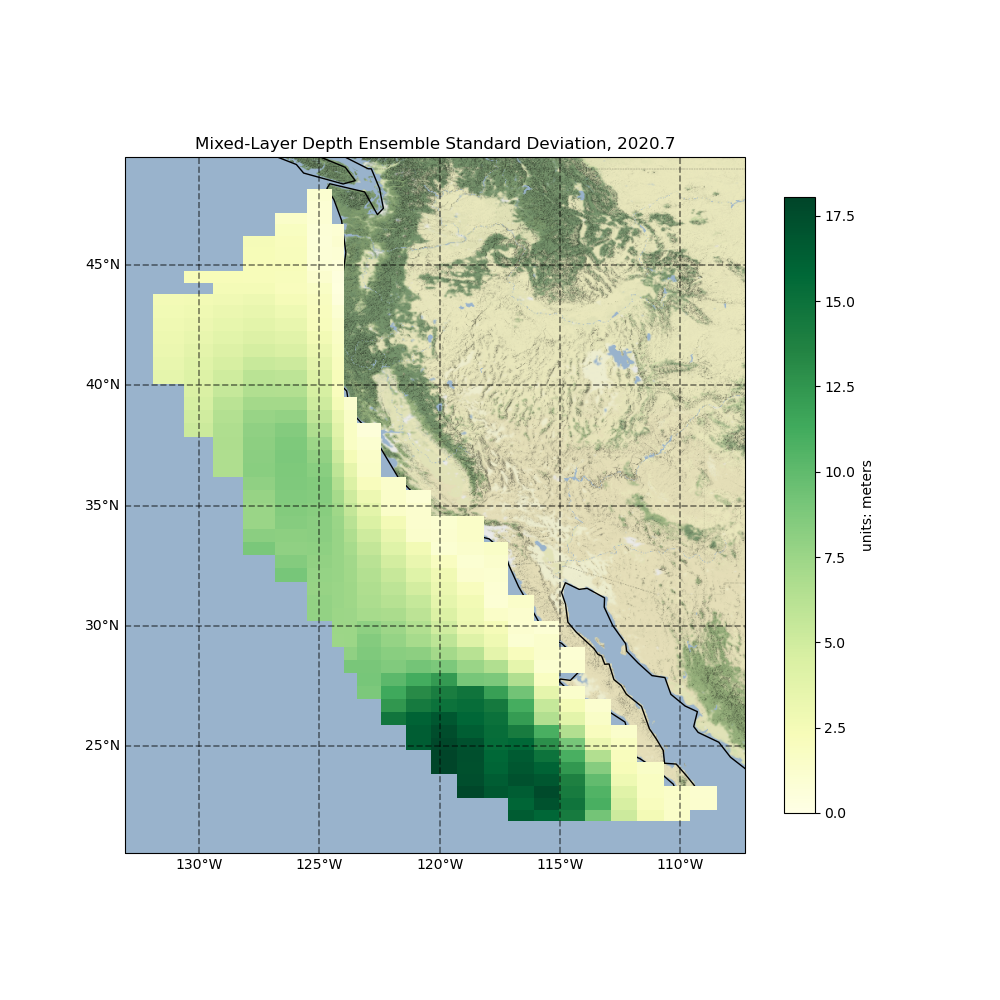 Mixed-Layer Depth Ensemble Standard Deviation, 2020.7
45°N
40°N
35°N
30°N
25°N
130°W
125°W
120°W
115°W
110°W
17.5
15.0
12.5
10.0
7.5
5.0
2.5
0.0
units: meters